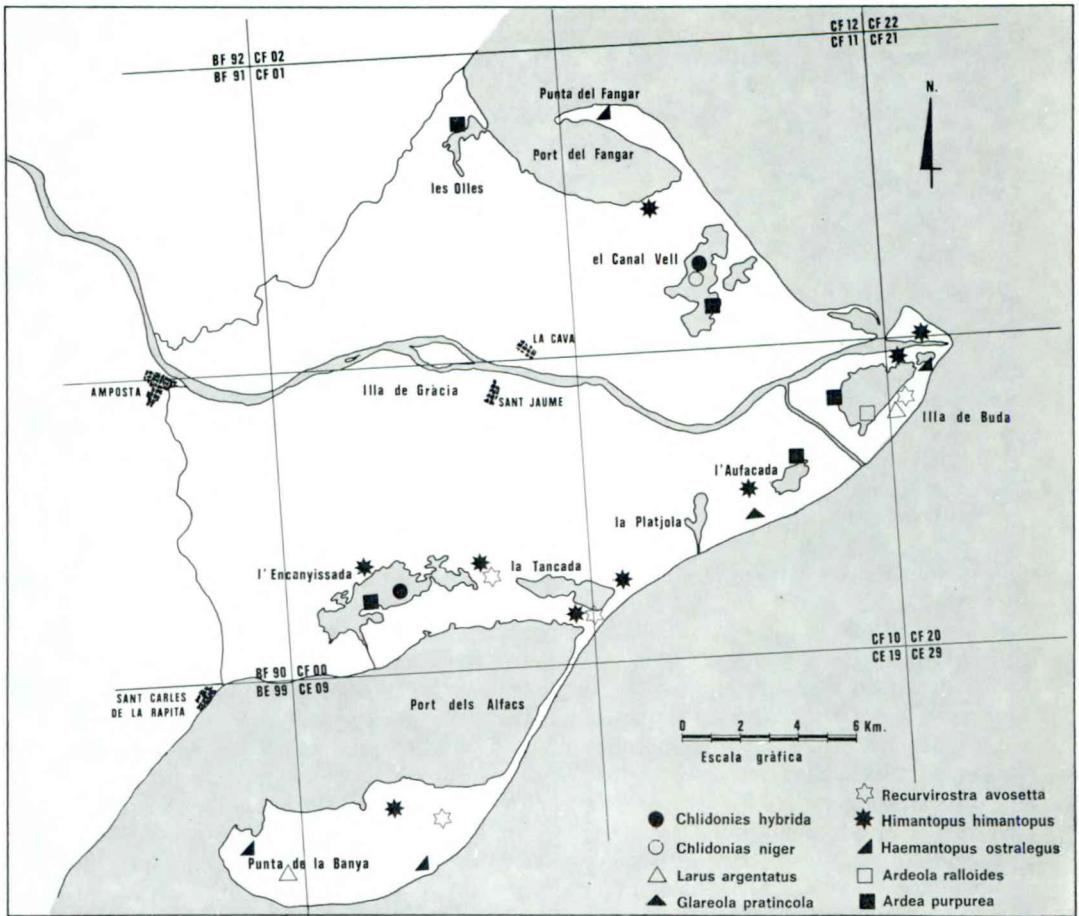 BF 92 CF 02
BF 91 CF 01
CF 12 CF 22
CF 11 CF 21
N.
Punta del Fangar
Port del Fangar
les Olles
el Canal Vell
LA CAVA
AMPOSTA
Illa de Gràcia
SANT JAUME
Illa de Buda
l'Aufacada
la Platjola
l'Encanyissada
la Tancada
BF 90 CF 00
BE 99 CE 09
CF 10 CF 20
CE 19 CE 29
SANT CARLES
DE LA RAPITA
Port dels Alfacs
0 2 4 6 Km.
Escala gràfica
Punta de la Banya
Chlidonias hybrida
Chlidonias niger
Larus argentatus
Glareola pratincola
Recurvirostra avosetta
Himantopus himantopus
Haemantopus ostralegus
Ardeola ralloides
Ardea purpurea